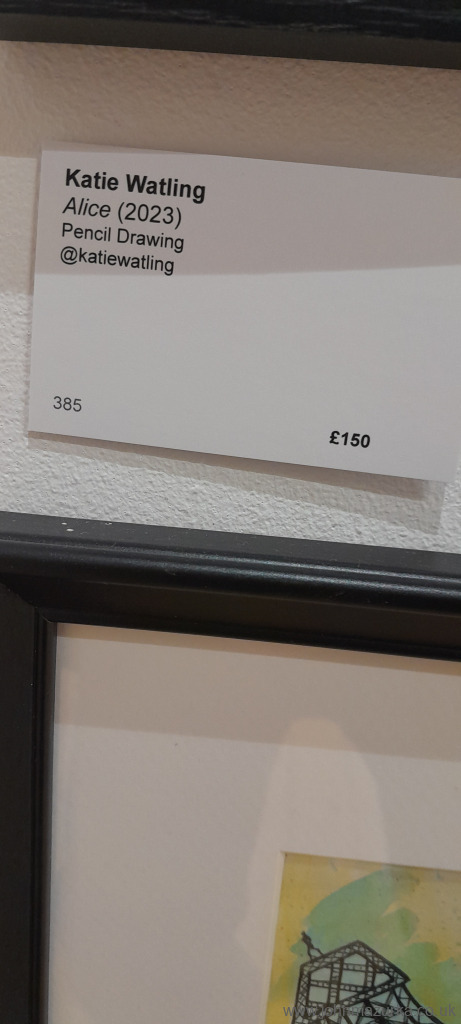 Katie Watling
Alice (2023)
Pencil Drawing
@katiewatling
385
£150